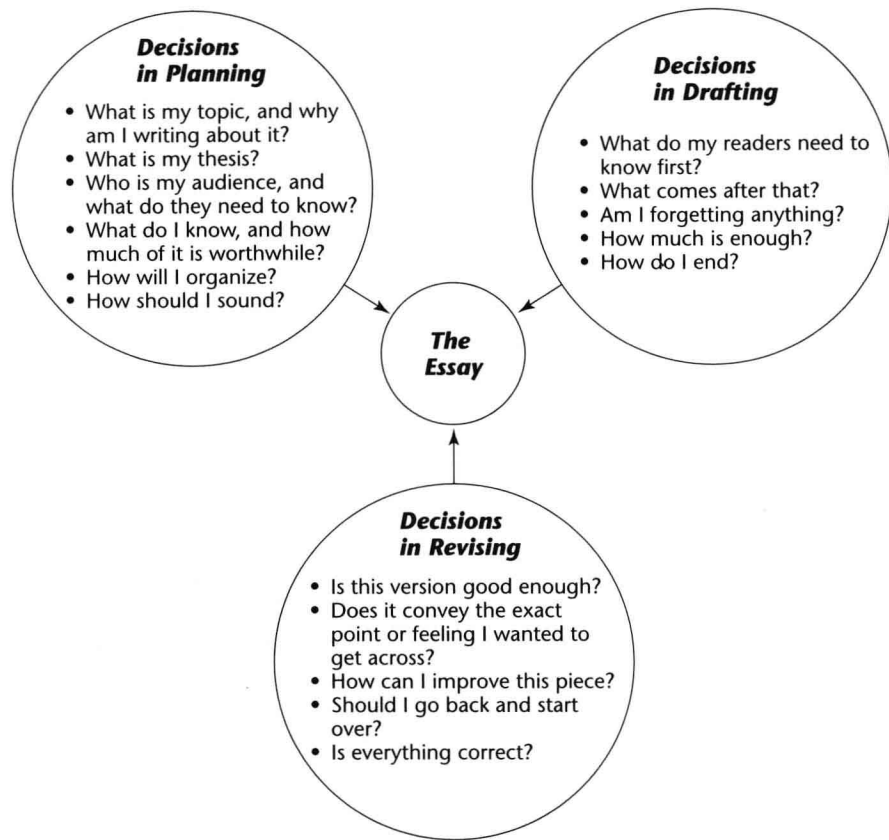 Decisions
in Planning
• What is my topic, and why
am I writing about it?
• What is my thesis?
• Who is my audience, and
what do they need to know?
• What do I know, and how
much of it is worthwhile?
• How will I organize?
• How should I sound?
Decisions
in Drafting
• What do my readers need to
know first?
• What comes after that?
• Am I forgetting anything?
• How much is enough?
• How do I end?
The
Essay
Decisions
in Revising
• Is this version good enough?
• Does it convey the exact
point or feeling I wanted to
get across?
• How can I improve this piece?
• Should I go back and start
over?
• Is everything correct?